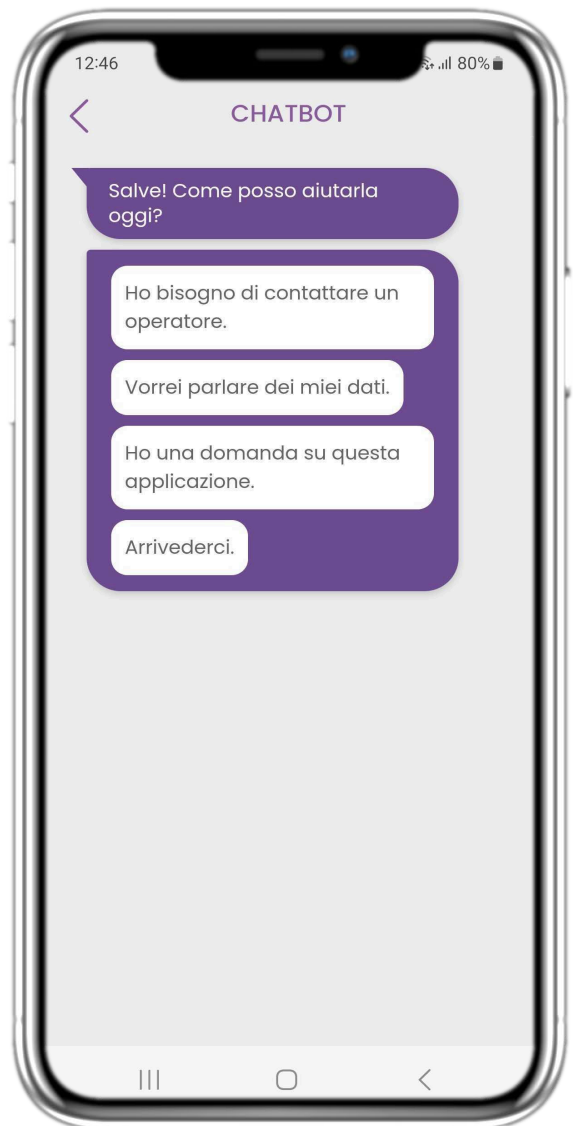 12:46
80%
CHATBOT
Salve! Come posso aiutarla
oggi?
Ho bisogno di contattare un
operatore.
Vorrei parlare dei miei dati.
Ho una domanda su questa
applicazione.
Arrivederci.